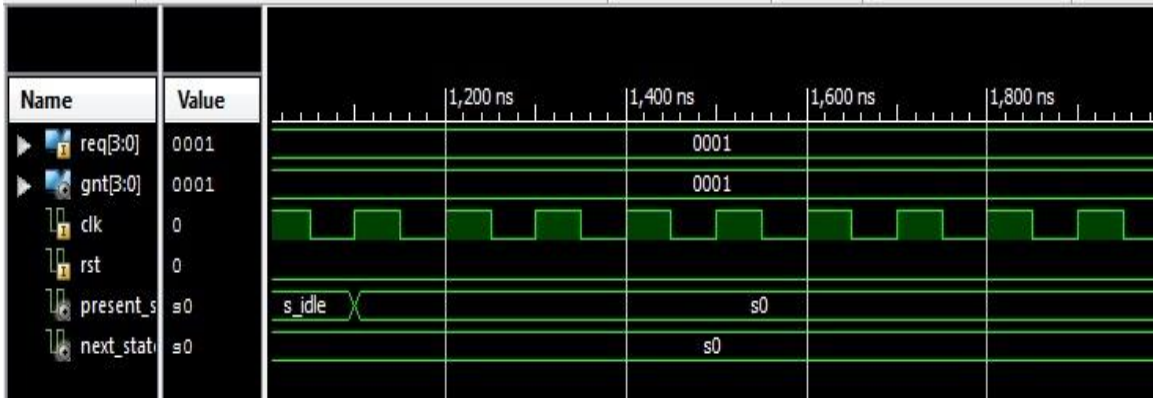 Name Value 1,200 ns 1,400 ns 1,600 ns 1,800 ns
req[3:0] 0001 0001
gnt[3:0] 0001 0001
clk 0
rst 0
present_s s0 s_idle s0
next_stat s0 s0